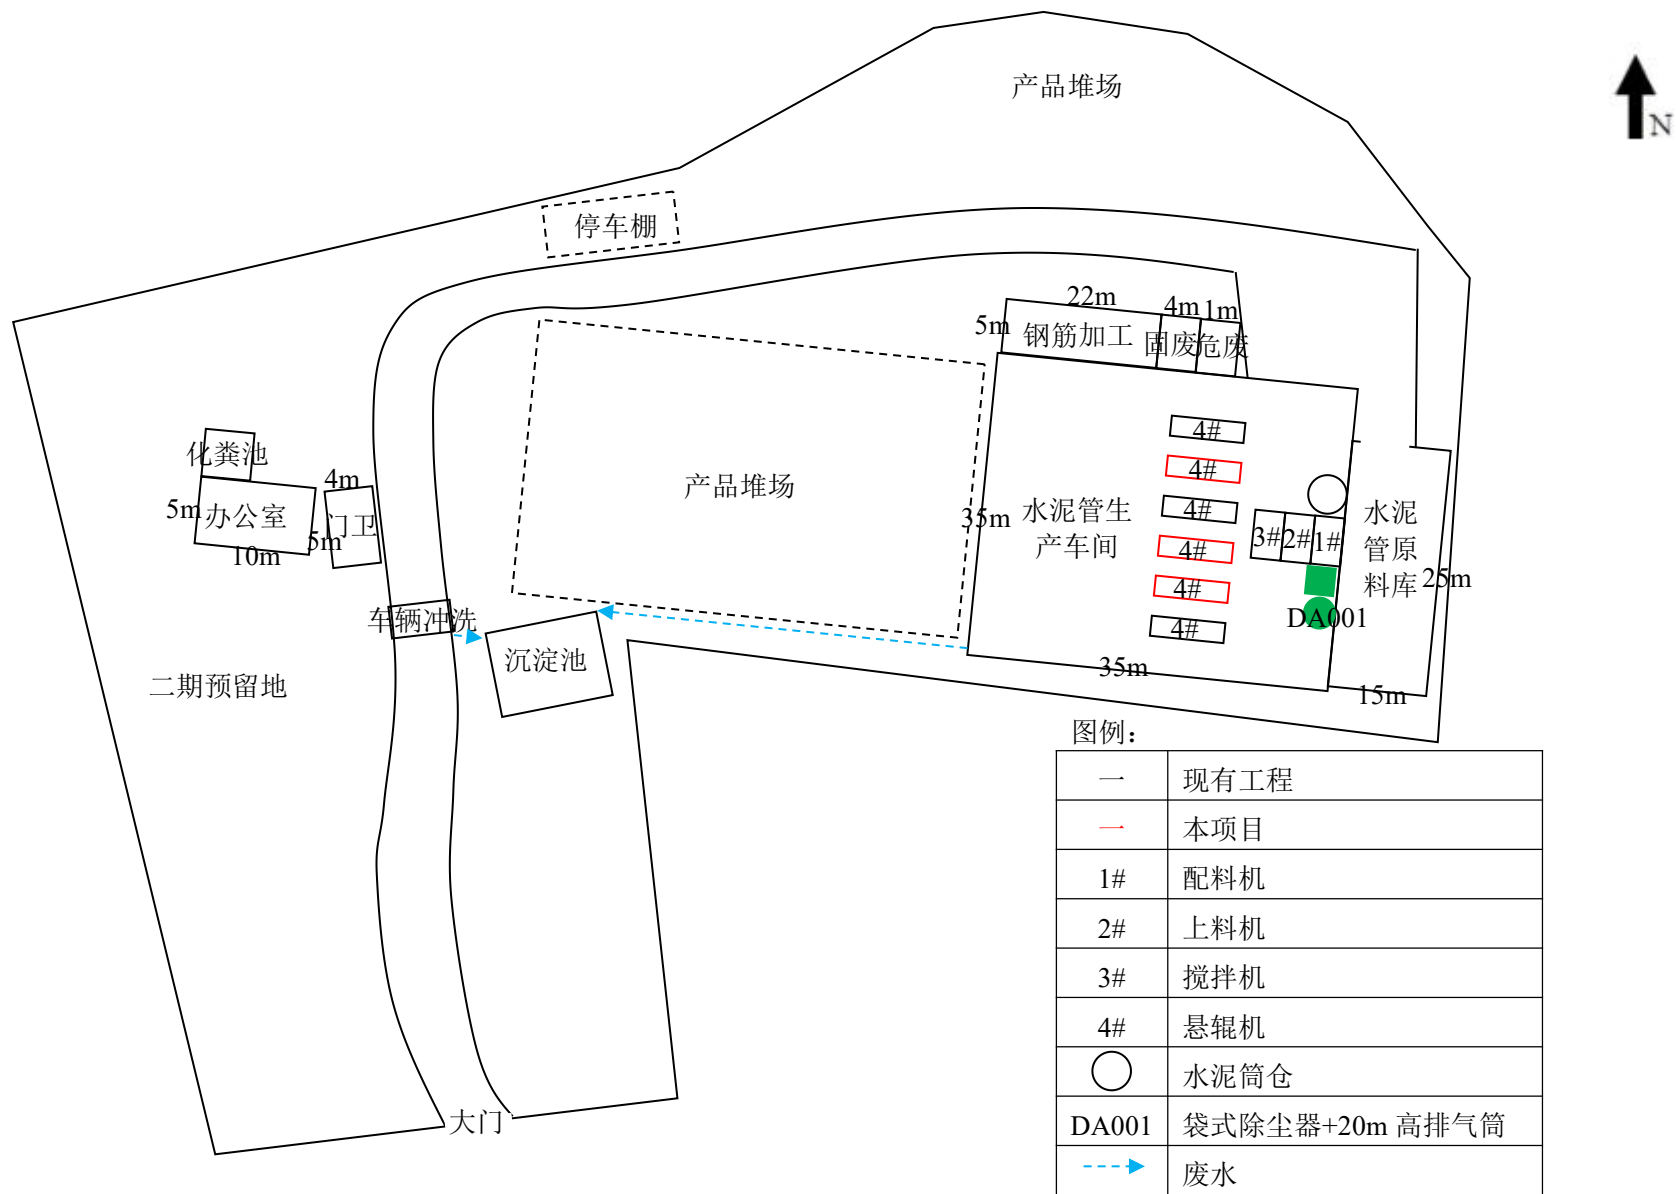 产品堆场
N
停车棚
22m
4m
1m
5m
钢筋加工
固废
危废
化粪池
4m
5m
办公室
门卫
5m
10m
产品堆场
35m
水泥管生
产车间
4#
4#
4#
4#
4#
4#
3#
2#
1#
水泥
管原
料库
25m
DA001
车辆冲洗
沉淀池
35m
15m
二期预留地
大门
图例：
一 现有工程
一 本项目
1# 配料机
2# 上料机
3# 搅拌机
4# 悬辊机
水泥筒仓
DA001 袋式除尘器+20m 高排气筒
废水